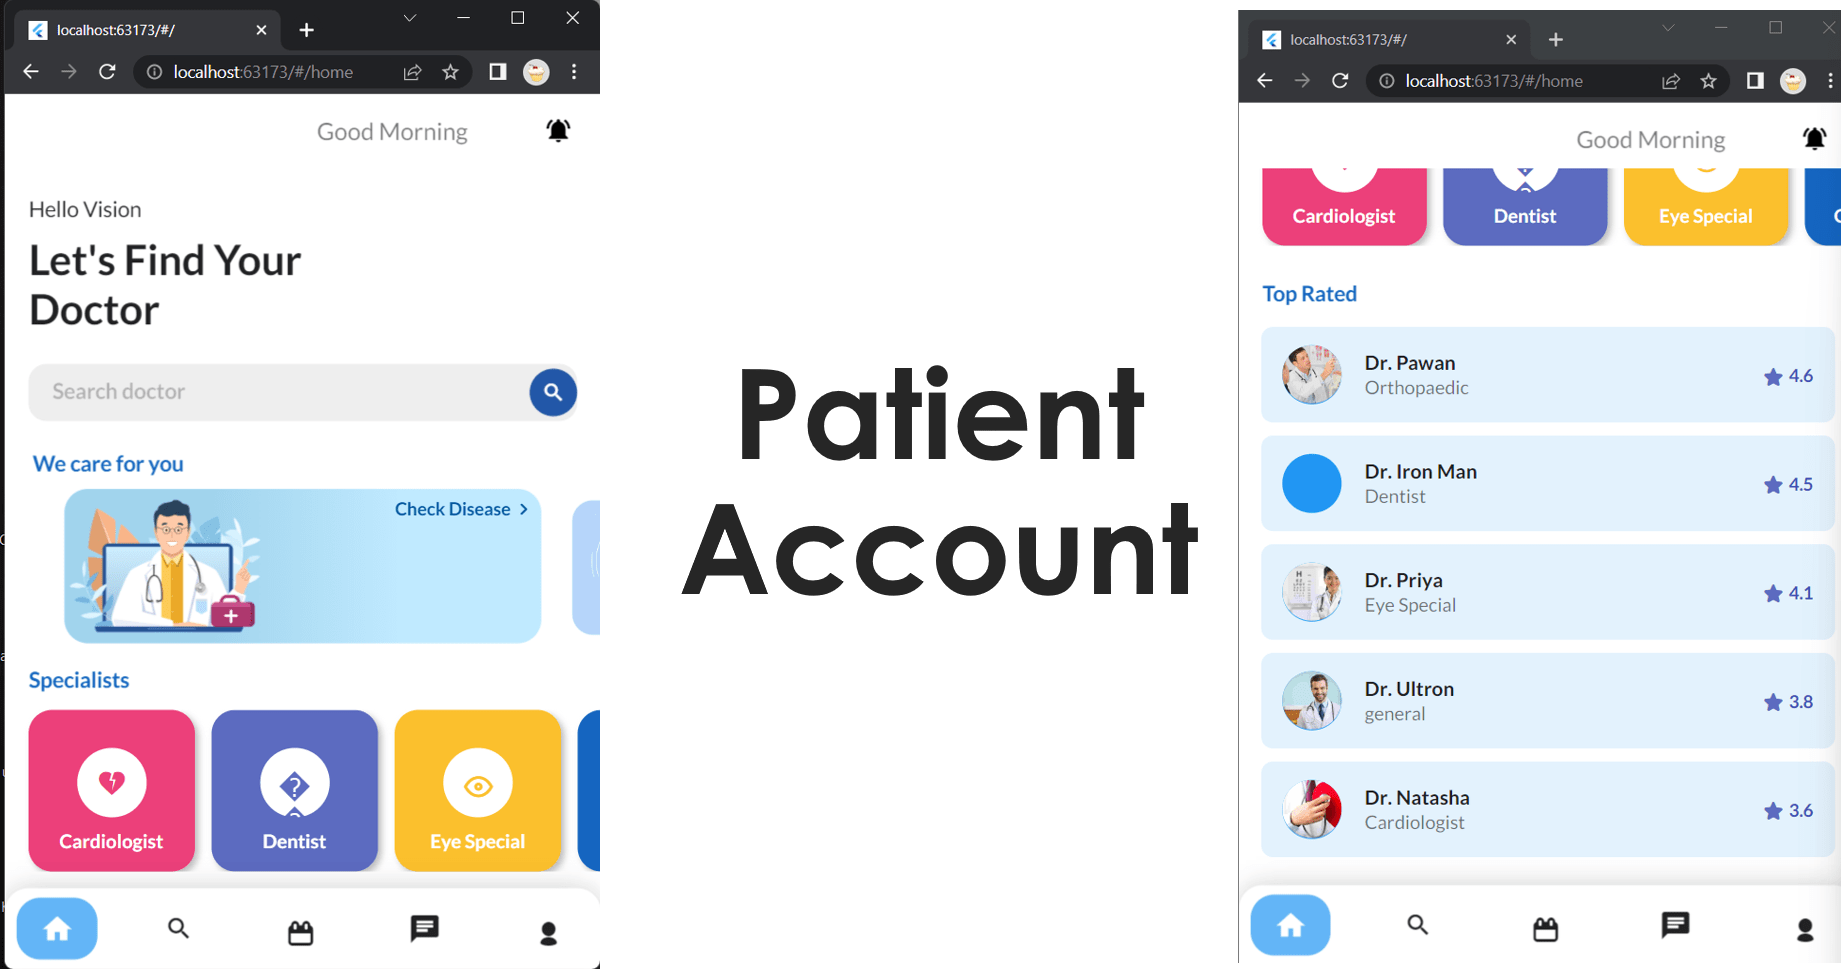 localhost:63173/#/
localhost:63173/#/home
Good Morning
Hello Vision
Let's Find Your
Doctor
Search doctor
We care for you
Check Disease
Specialists
Cardiologist
Dentist
Eye Special
Patient
Account
localhost:63173/#/
localhost:63173/#/home
Good Morning
Cardiologist
Dentist
Eye Special
Top Rated
Dr. Pawan
Orthopaedic
4.6
Dr. Iron Man
Dentist
4.5
Dr. Priya
Eye Special
4.1
Dr. Ultron
general
3.8
Dr. Natasha
Cardiologist
3.6